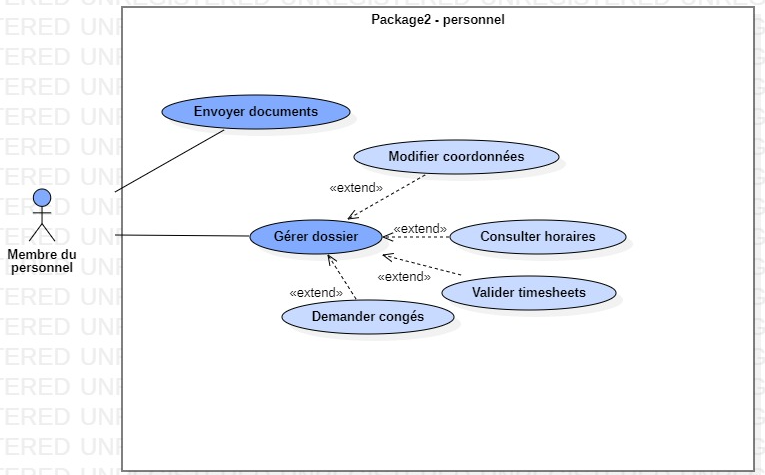 Package2 - personnel
Envoyer documents
Modifier coordonnées
«extend»
Gérer dossier
«extend»
Consulter horaires
Membre du
personnel
«extend»
Valider timesheets
«extend»
Demander congés